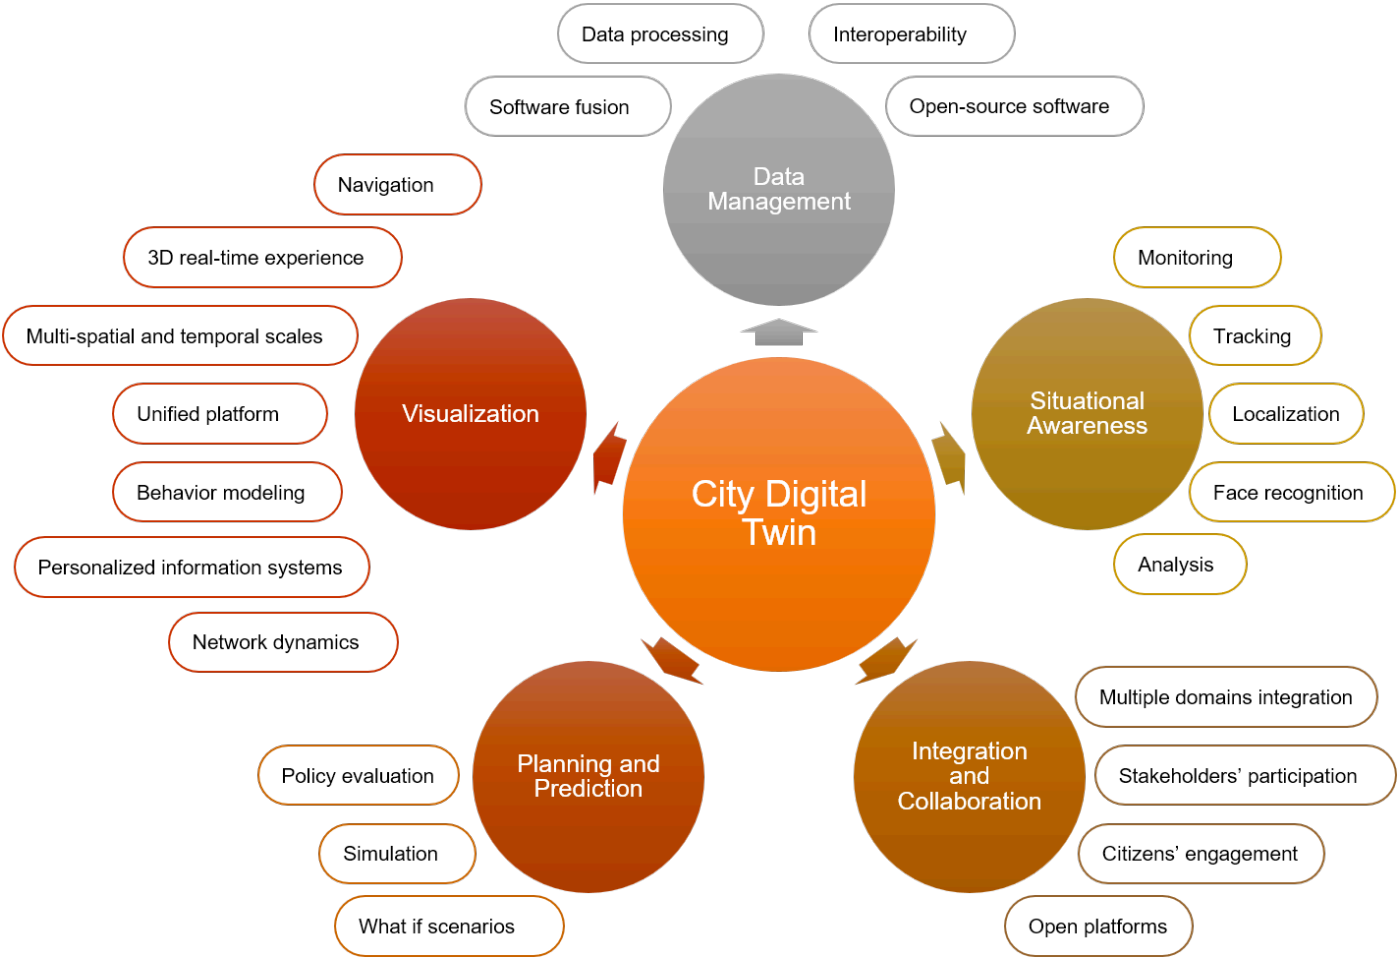 Data processing
Interoperability
Software fusion
Open-source software
Data
Management
Navigation
3D real-time experience
Multi-spatial and temporal scales
Unified platform
Behavior modeling
Personalized information systems
Network dynamics
Visualization
Monitoring
Tracking
Localization
Face recognition
Analysis
Situational
Awareness
City Digital
Twin
Planning and
Prediction
Policy evaluation
Simulation
What if scenarios
Integration
and
Collaboration
Multiple domains integration
Stakeholders’ participation
Citizens’ engagement
Open platforms